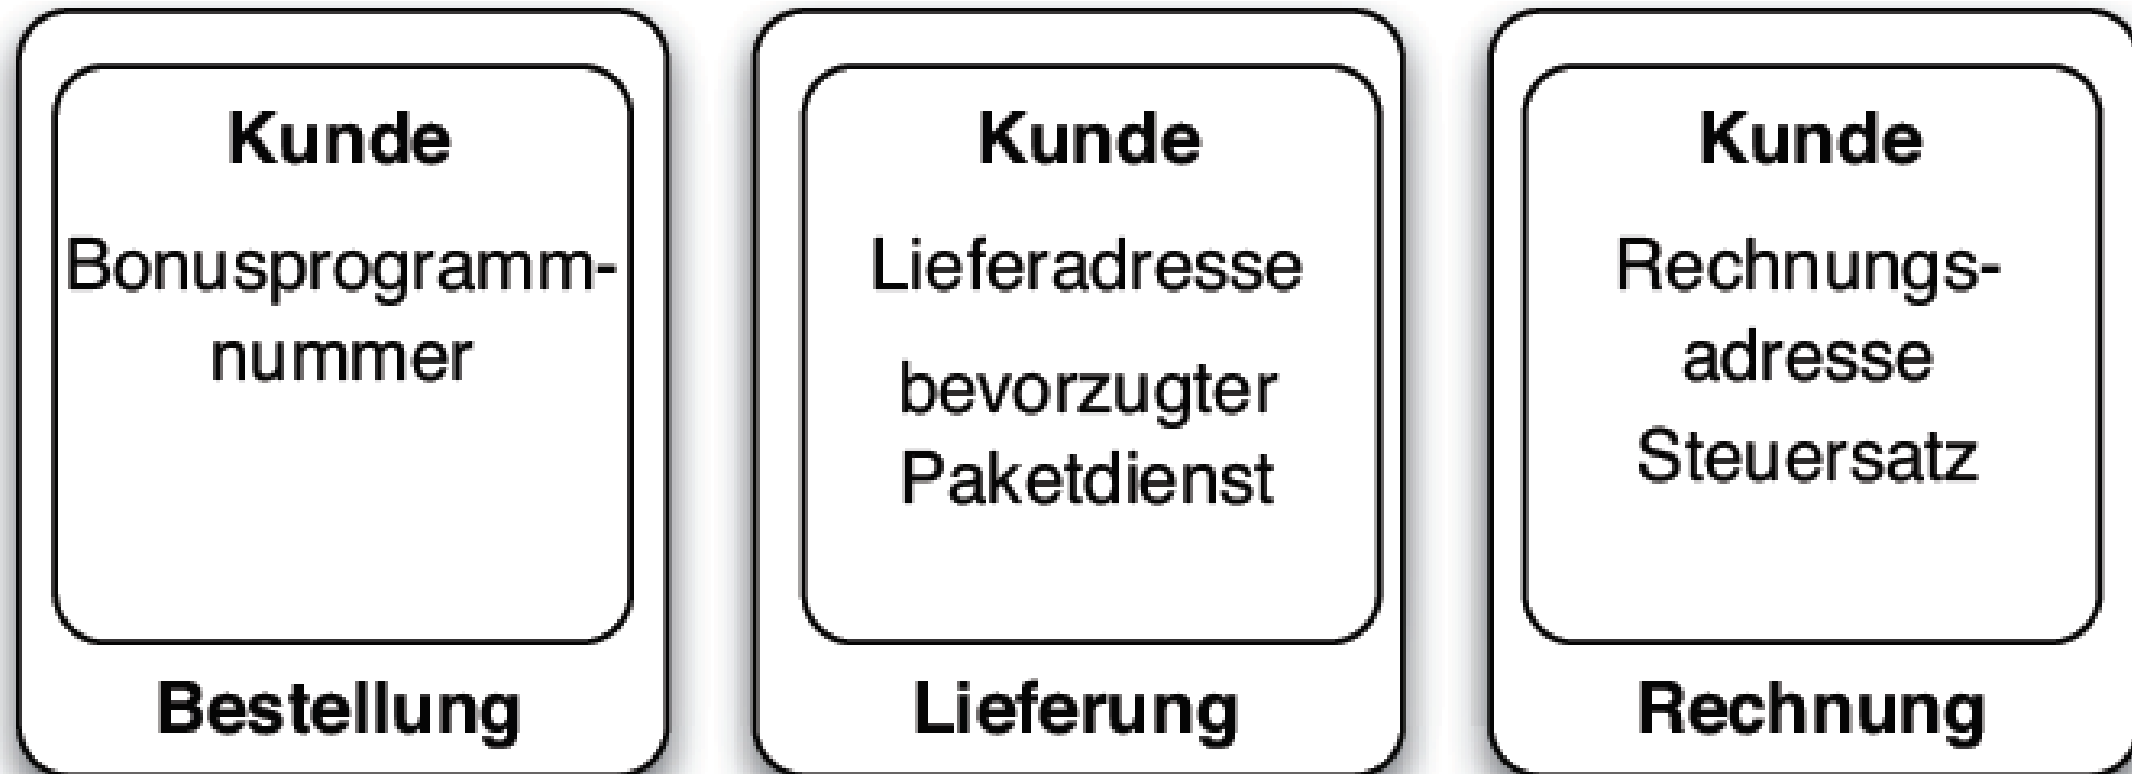 Kunde
Bonusprogramm-
nummer
Bestellung
Kunde
Lieferadresse
bevorzugter
Paketdienst
Lieferung
Kunde
Rechnungs-
adresse
Steuersatz
Rechnung